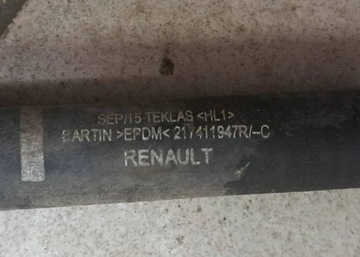 SEP/15 TEKLAS <HL1>
BARTIN >EPDM< 217411947R/--C
RENAULT